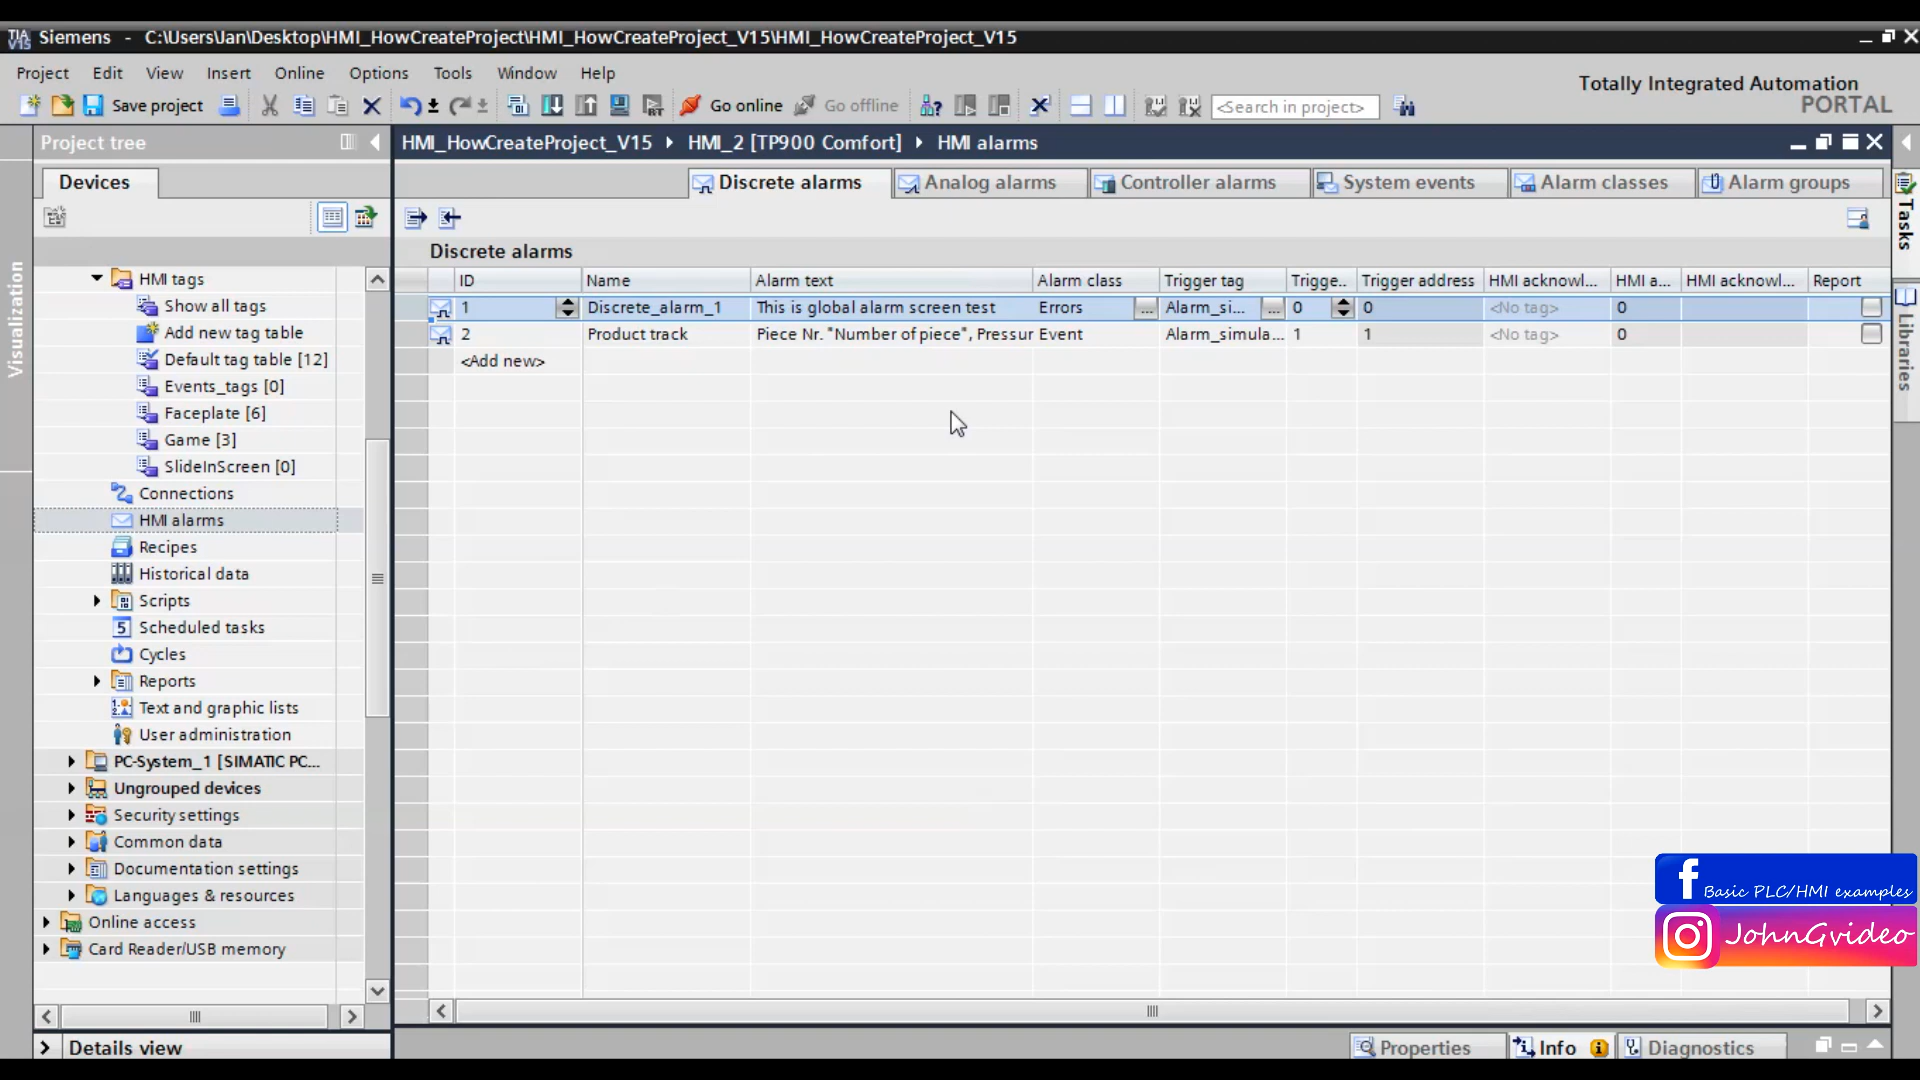 TIA V15 Siemens - C:\Users\Jan\Desktop\HMI_HowCreateProject\HMI_HowCreateProject_V15\HMI_HowCreateProject_V15
Project Edit View Insert Online Options Tools Window Help
Totally Integrated Automation
PORTAL
Save project Go online Go offline <Search in project>
Project tree
HMI_HowCreateProject_V15 HMI_2 [TP900 Comfort] HMI alarms
Devices
Discrete alarms Analog alarms Controller alarms System events Alarm classes Alarm groups
Discrete alarms
ID Name Alarm text Alarm class Trigger tag Trigge.. Trigger address HMI acknowl... HMI a... HMI acknowl... Report
1 Discrete_alarm_1 This is global alarm screen test Errors ... Alarm_si... ... 0 0 <No tag> 0
2 Product track Piece Nr. "Number of piece", Pressur Event Alarm_simula... 1 1 <No tag> 0
<Add new>
HMI tags
Show all tags
Add new tag table
Default tag table [12]
Events_tags [0]
Faceplate [6]
Game [3]
SlideInScreen [0]
Connections
HMI alarms
Recipes
Historical data
Scripts
Scheduled tasks
Cycles
Reports
Text and graphic lists
User administration
PC-System_1 [SIMATIC PC...
Ungrouped devices
Security settings
Common data
Documentation settings
Languages & resources
Online access
Card Reader/USB memory
Details view
Visualization
Tasks
Libraries
Basic PLC/HMI examples
JohnGvideo
Properties Info Diagnostics